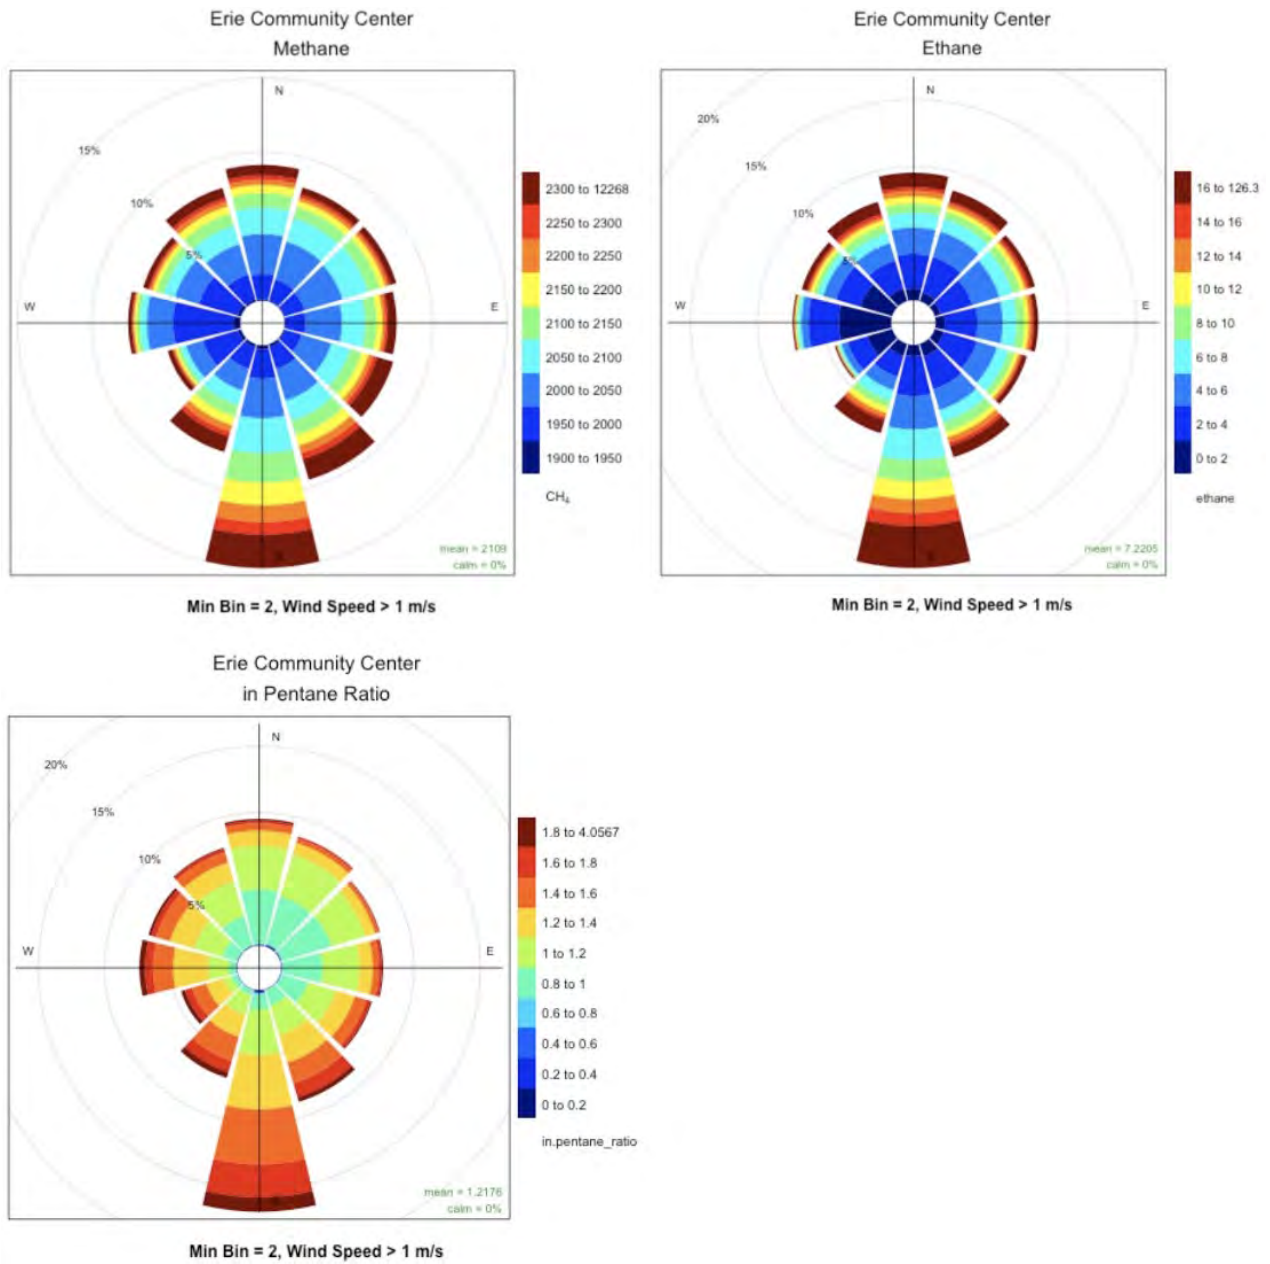 Erie Community Center
Methane
N
15%
10%
5%
W
E
2300 to 12268
2250 to 2300
2200 to 2250
2150 to 2200
2100 to 2150
2050 to 2100
2000 to 2050
1950 to 2000
1900 to 1950
CH₄
mean = 2109
calm = 0%
Min Bin = 2, Wind Speed > 1 m/s
Erie Community Center
Ethane
N
20%
15%
10%
5%
W
E
16 to 126.3
14 to 16
12 to 14
10 to 12
8 to 10
6 to 8
4 to 6
2 to 4
0 to 2
ethane
mean = 7.2205
calm = 0%
Min Bin = 2, Wind Speed > 1 m/s
Erie Community Center
in Pentane Ratio
N
20%
15%
10%
5%
W
E
1.8 to 4.0567
1.6 to 1.8
1.4 to 1.6
1.2 to 1.4
1 to 1.2
0.8 to 1
0.6 to 0.8
0.4 to 0.6
0.2 to 0.4
0 to 0.2
in.pentane_ratio
mean = 1.2176
calm = 0%
Min Bin = 2, Wind Speed > 1 m/s